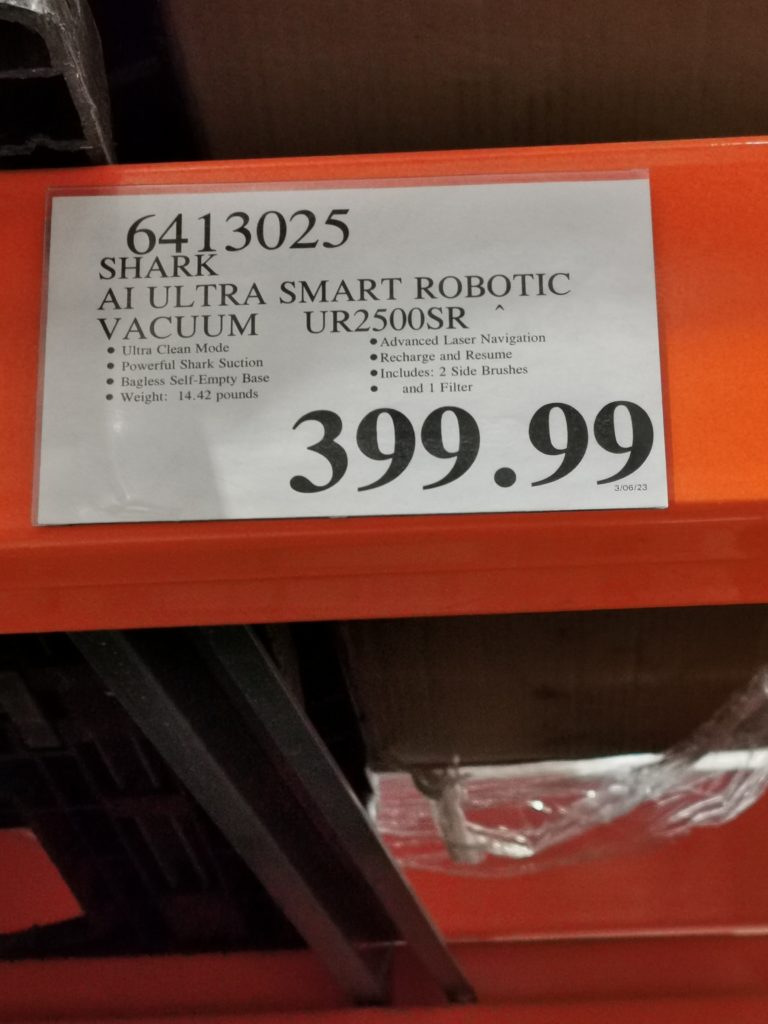 6413025
SHARK
AI ULTRA SMART ROBOTIC
VACUUM UR2500SR ^
• Ultra Clean Mode
• Powerful Shark Suction
• Bagless Self-Empty Base
• Weight: 14.42 pounds
• Advanced Laser Navigation
• Recharge and Resume
• Includes: 2 Side Brushes
• and 1 Filter
399.99
3/06/23